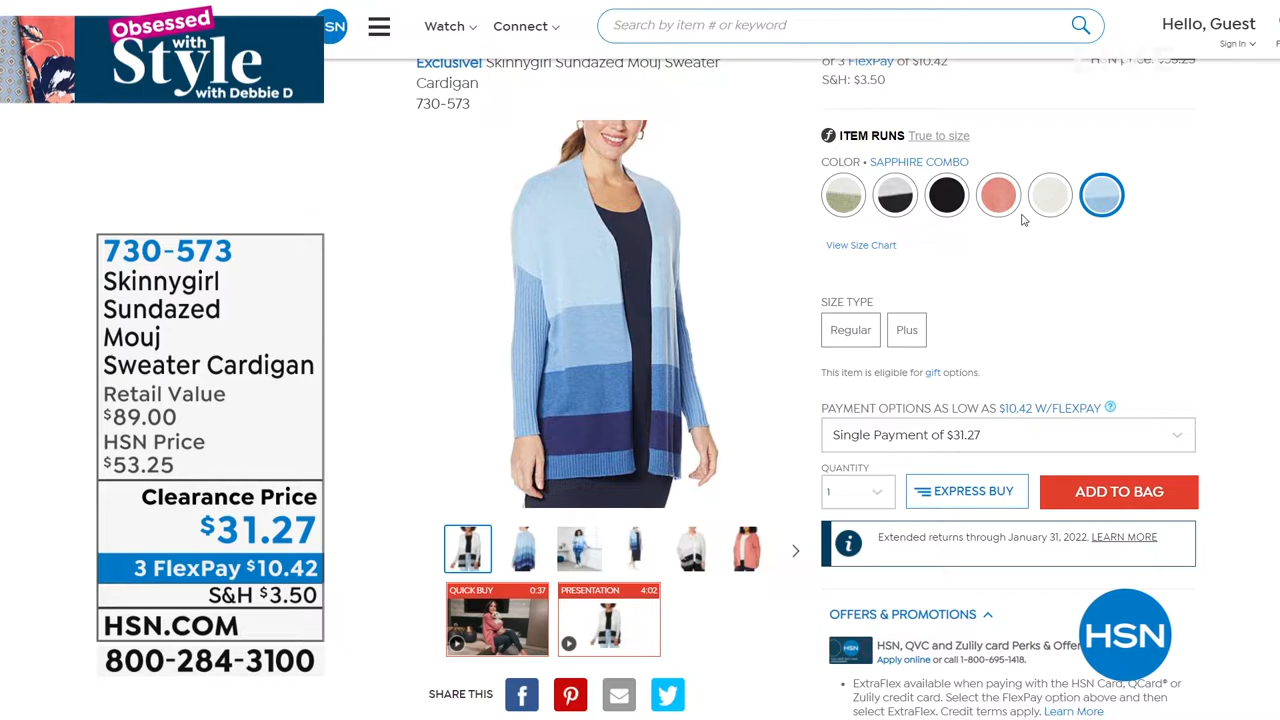 Obsessed
with
Style
with Debbie D
SN
Watch
Connect
Search by item # or keyword
Hello, Guest
Sign In
Exclusive! Skinnygirl Sundazed Mouj Sweater
Cardigan
730-573
or 3 FlexPay of $10.42
HSN Price: $53.25
S&H: $3.50
ITEM RUNS True to size
COLOR • SAPPHIRE COMBO
View Size Chart
SIZE TYPE
Regular
Plus
This item is eligible for gift options.
PAYMENT OPTIONS AS LOW AS $10.42 W/FLEXPAY ?
Single Payment of $31.27
QUANTITY
1
EXPRESS BUY
ADD TO BAG
Extended returns through January 31, 2022. LEARN MORE
OFFERS & PROMOTIONS
HSN, QVC and Zulily card Perks & Offer
Apply online or call 1-800-695-1418.
• ExtraFlex available when paying with the HSN Card, QCard® or
Zulily credit card. Select the FlexPay option above and then
select ExtraFlex. Credit terms apply. Learn More
HSN
QUICK BUY 0:37
PRESENTATION 4:02
SHARE THIS
730-573
Skinnygirl
Sundazed
Mouj
Sweater Cardigan
Retail Value
$89.00
HSN Price
$53.25
Clearance Price
$31.27
3 FlexPay $10.42
S&H $3.50
HSN.COM
800-284-3100